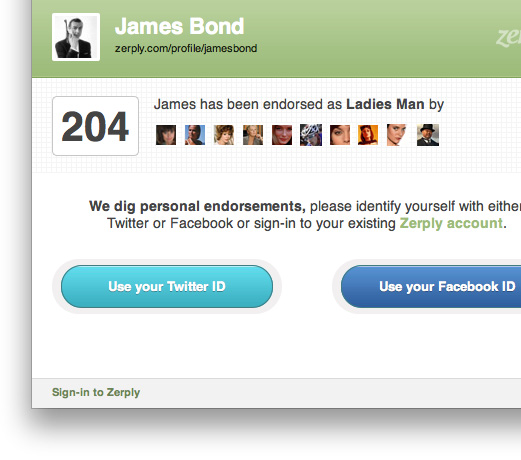 James Bond
zerply.com/profile/jamesbond
204
James has been endorsed as Ladies Man by
We dig personal endorsements, please identify yourself with either
Twitter or Facebook or sign-in to your existing Zerply account.
Use your Twitter ID
Use your Facebook ID
Sign-in to Zerply